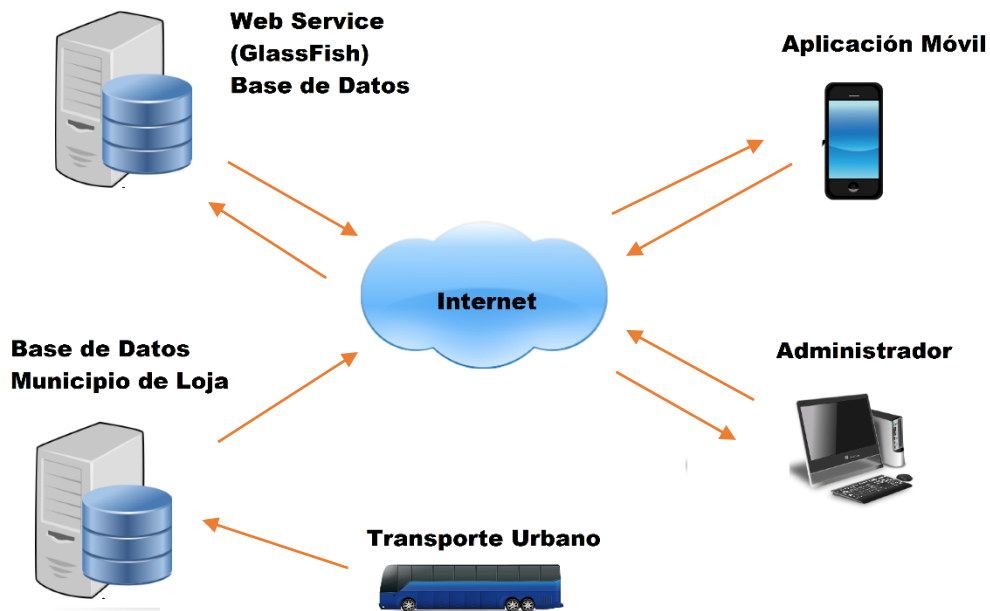 Web Service
(GlassFish)
Base de Datos
Aplicación Móvil
Internet
Base de Datos
Municipio de Loja
Administrador
Transporte Urbano